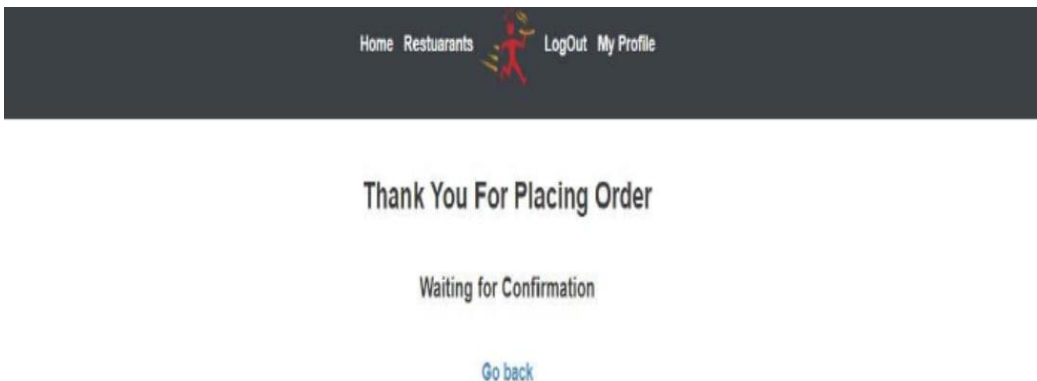 Home Restuarants LogOut My Profile
Thank You For Placing Order
Waiting for Confirmation
Go back